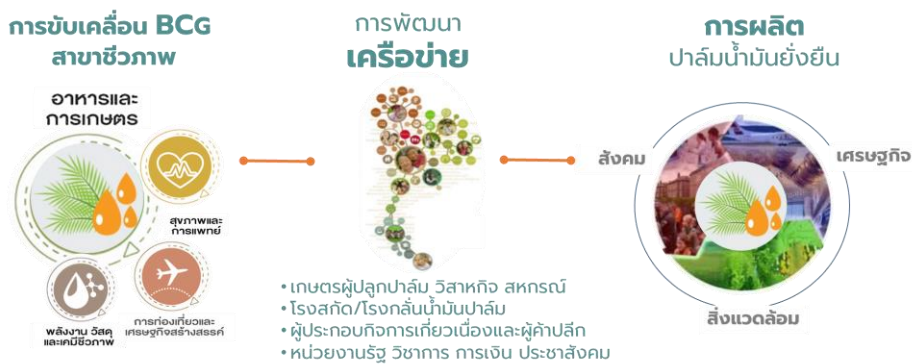 การขับเคลื่อน BCG
สาขาชีวภาพ
อาหารและ
การเกษตร
สุขภาพและ
การแพทย์
พลังงาน วัสดุ
และเคมีชีวภาพ
การท่องเที่ยวและ
เศรษฐกิจสร้างสรรค์
การพัฒนา
เครือข่าย
•เกษตรผู้ปลูกปาล์ม วิสาหกิจ สหกรณ์
•โรงสกัด/โรงกลั่นน้ำมันปาล์ม
•ผู้ประกอบกิจการเกี่ยวเนื่องและผู้ค้าปลีก
•หน่วยงานรัฐ วิชาการ การเงิน ประชาสังคม
การผลิต
ปาล์มน้ำมันยั่งยืน
สังคม
เศรษฐกิจ
สิ่งแวดล้อม